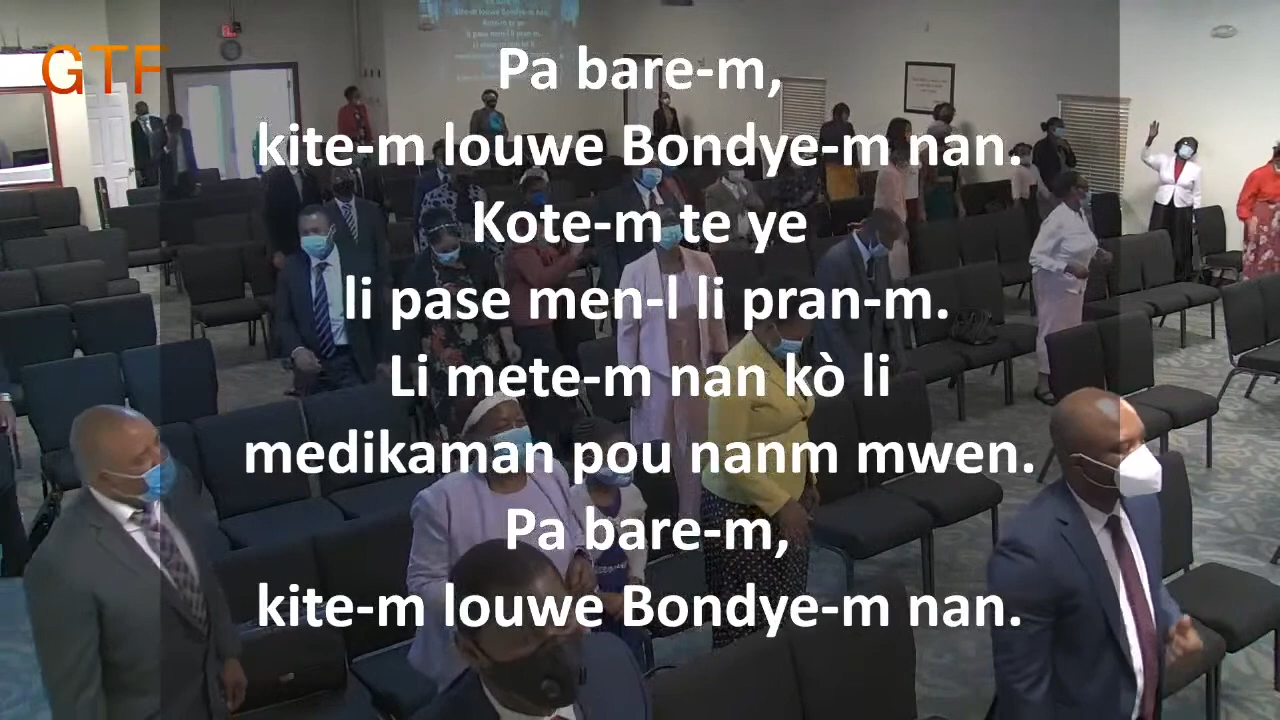 GTF
Pa bare-m,
kite-m louwe Bondye-m nan.
Kote-m te ye
li pase men-l li pran-m.
Li mete-m nan kò li
medikaman pou nanm mwen.
Pa bare-m,
kite-m louwe Bondye-m nan.